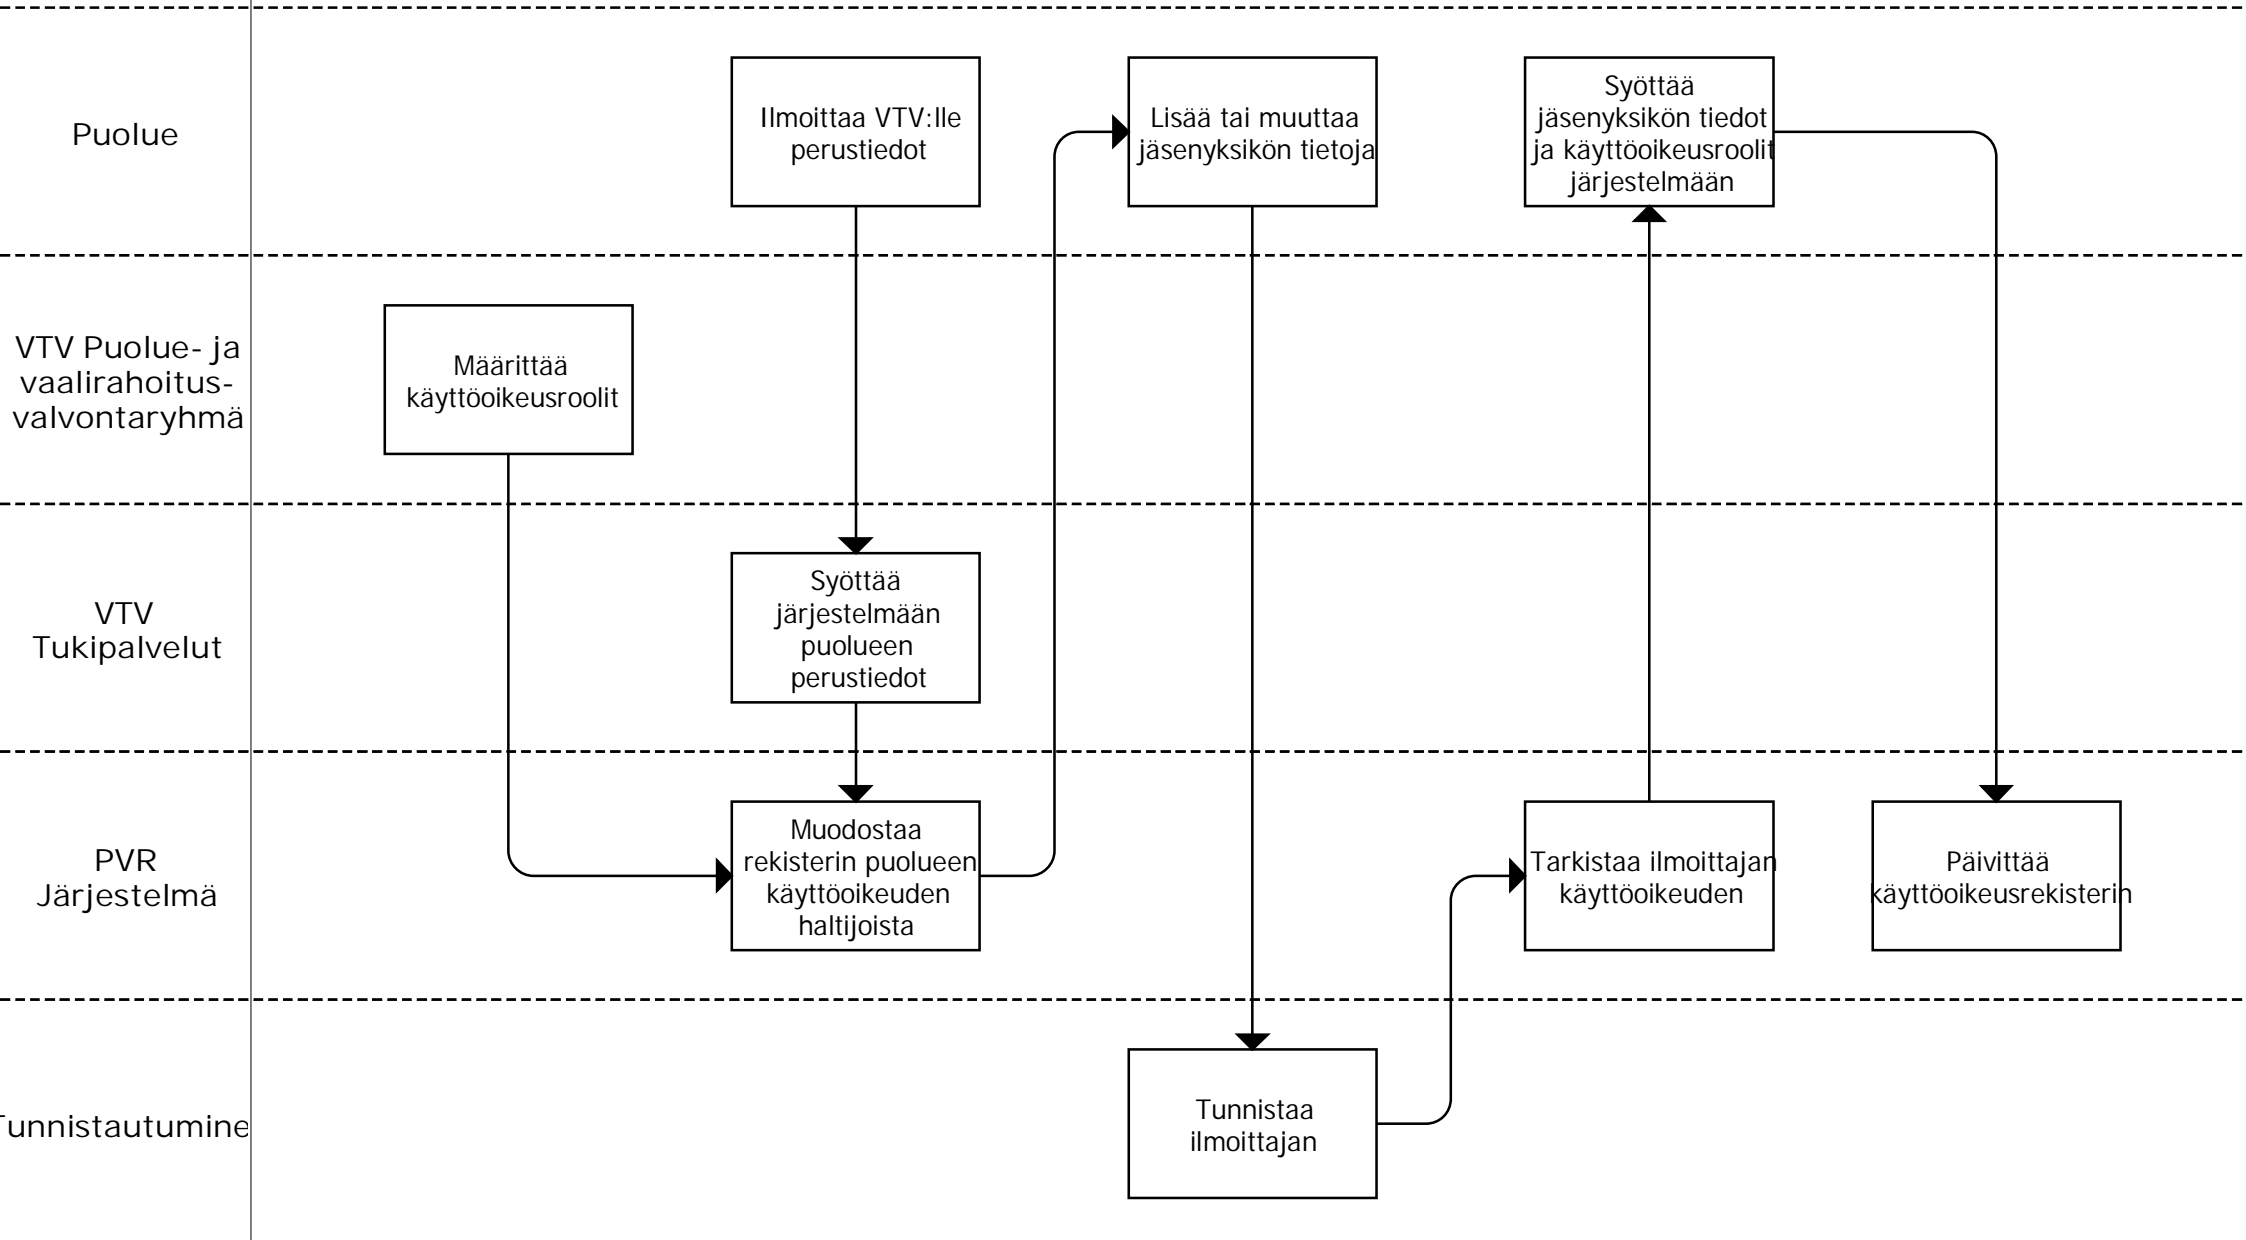 Puolue
Ilmoittaa VTV:lle
perustiedot
Lisää tai muuttaa
jäsenyksikön tietoja
Syöttää
jäsenyksikön tiedot
ja käyttöoikeusroolit
järjestelmään
VTV Puolue- ja
vaalirahoitus-
valvontaryhmä
Määrittää
käyttöoikeusroolit
VTV
Tukipalvelut
Syöttää
järjestelmään
puolueen
perustiedot
PVR
Järjestelmä
Muodostaa
rekisterin puolueen
käyttöoikeuden
haltijoista
Tarkistaa ilmoittajan
käyttöoikeuden
Päivittää
käyttöoikeusrekisterin
Tunnistautumine
Tunnistaa
ilmoittajan